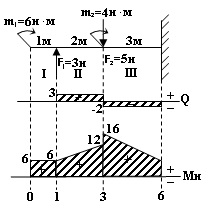 m₁=6н·м
m₂=4н·м
1м 2м 3м
F₁=3н F₂=5н
I II III
3 + -2 + − Q
6 6 12 16 + + − Mи
0 1 3 6